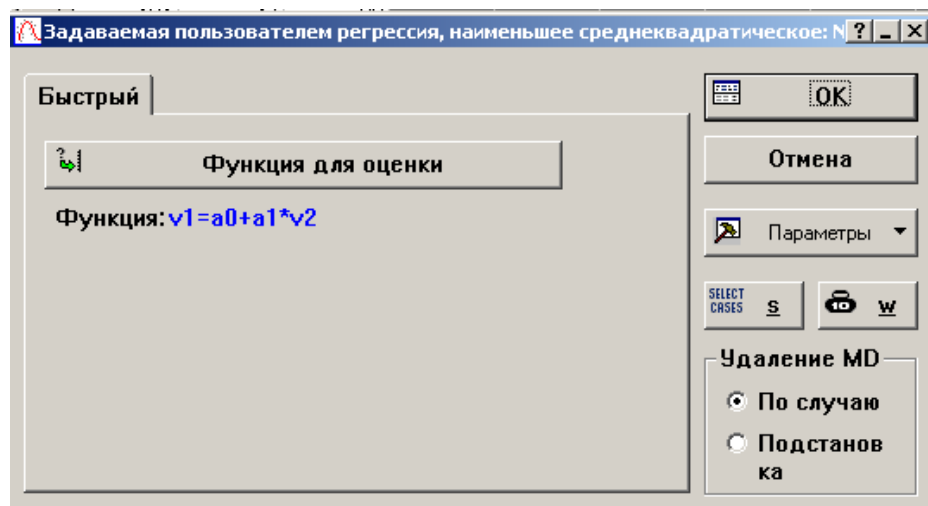 Задаваемая пользователем регрессия, наименьшее среднеквадратическое: N
Быстрый
OK
Функция для оценки
Отмена
Функция: v1=a0+a1*v2
Параметры
SELECT
CASES
s
w
Удаление MD
По случаю
Подстанов
ка